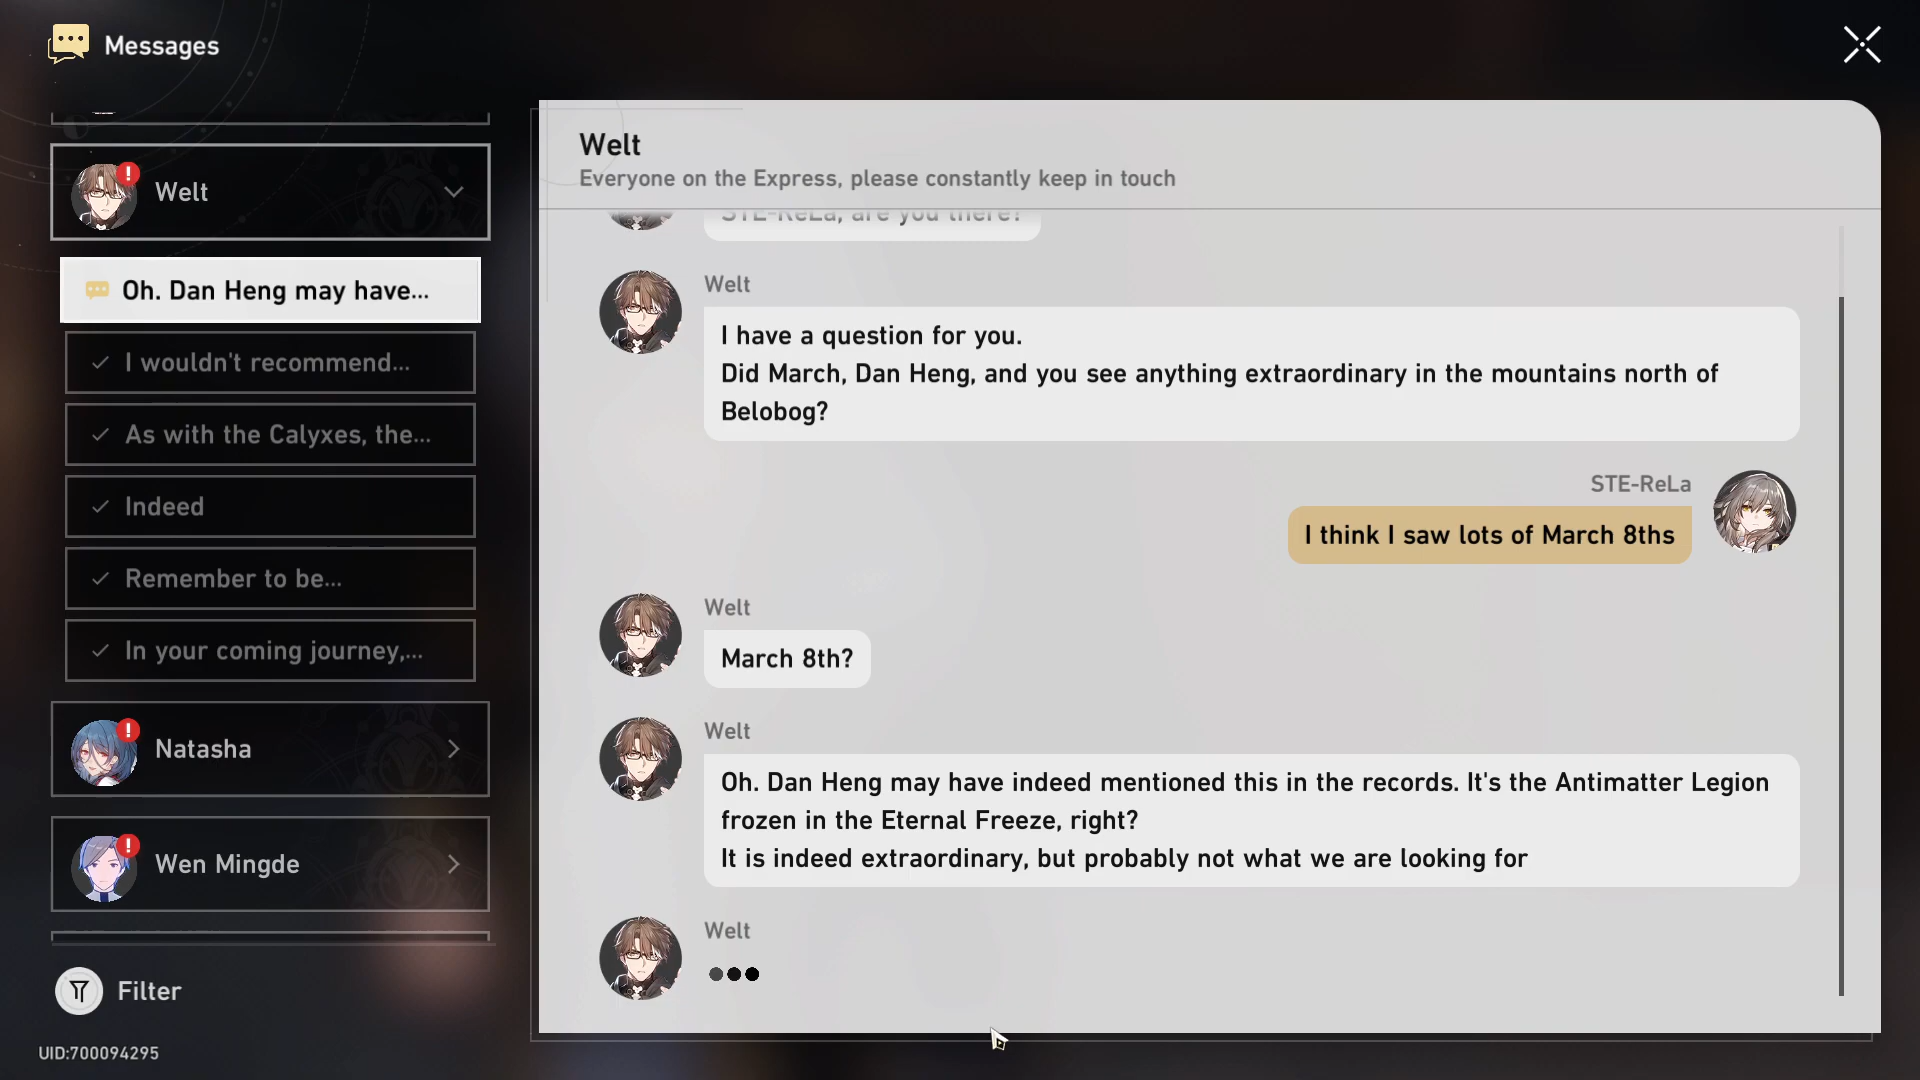 Messages
Welt
Oh. Dan Heng may have...
I wouldn't recommend...
As with the Calyxes, the...
Indeed
Remember to be...
In your coming journey,...
Natasha
Wen Mingde
Filter
UID:700094295
Welt
Everyone on the Express, please constantly keep in touch
STE-ReLa, are you there?
Welt
I have a question for you.
Did March, Dan Heng, and you see anything extraordinary in the mountains north of
Belobog?
STE-ReLa
I think I saw lots of March 8ths
Welt
March 8th?
Welt
Oh. Dan Heng may have indeed mentioned this in the records. It's the Antimatter Legion
frozen in the Eternal Freeze, right?
It is indeed extraordinary, but probably not what we are looking for
Welt